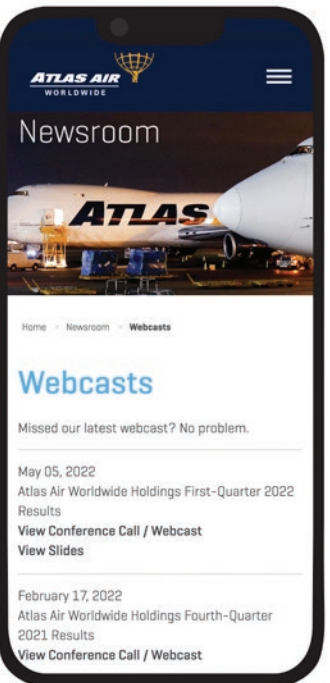 ATLAS AIR
WORLDWIDE
Newsroom
ATLAS
Home > Newsroom > Webcasts
Webcasts
Missed our latest webcast? No problem.
May 05, 2022
Atlas Air Worldwide Holdings First-Quarter 2022
Results
View Conference Call / Webcast
View Slides
February 17, 2022
Atlas Air Worldwide Holdings Fourth-Quarter
2021 Results
View Conference Call / Webcast